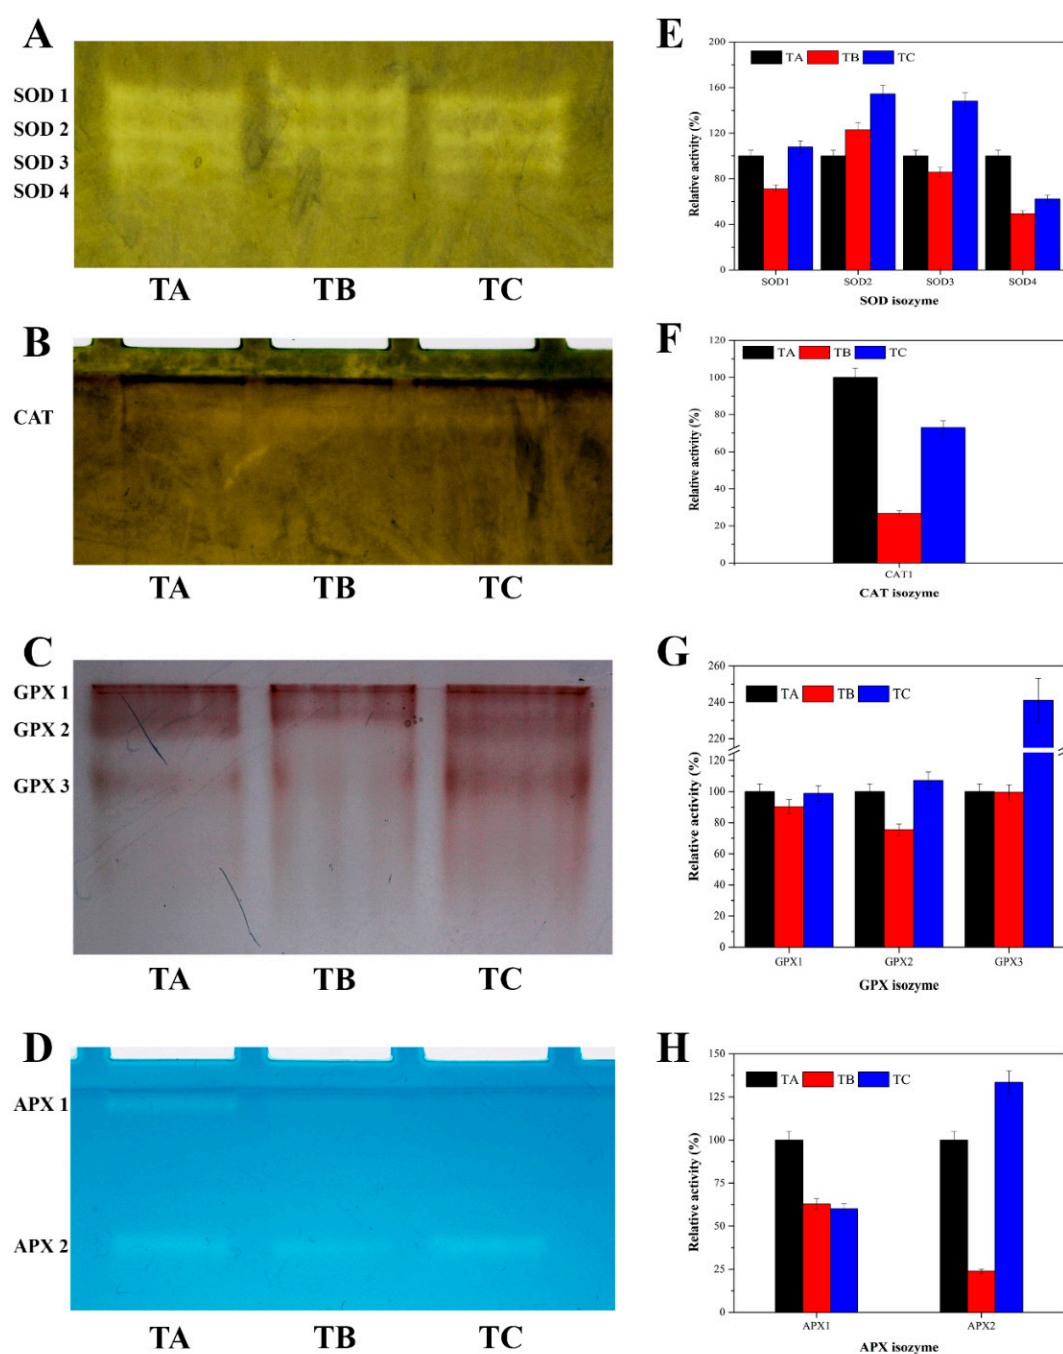 A
SOD 1
SOD 2
SOD 3
SOD 4
TA TB TC
E
200
160
120
80
40
0
Relative activity (%)
TA TB TC
SOD1 SOD2 SOD3 SOD4
SOD isozyme
B
CAT
TA TB TC
F
120
100
80
60
40
20
0
Relative activity (%)
TA TB TC
CAT1
CAT isozyme
C
GPX 1
GPX 2
GPX 3
TA TB TC
G
260
240
220
120
100
80
60
40
20
0
Relative activity (%)
TA TB TC
GPX1 GPX2 GPX3
GPX isozyme
D
APX 1
APX 2
TA TB TC
H
150
125
100
75
50
25
0
Relative activity (%)
TA TB TC
APX1 APX2
APX isozyme